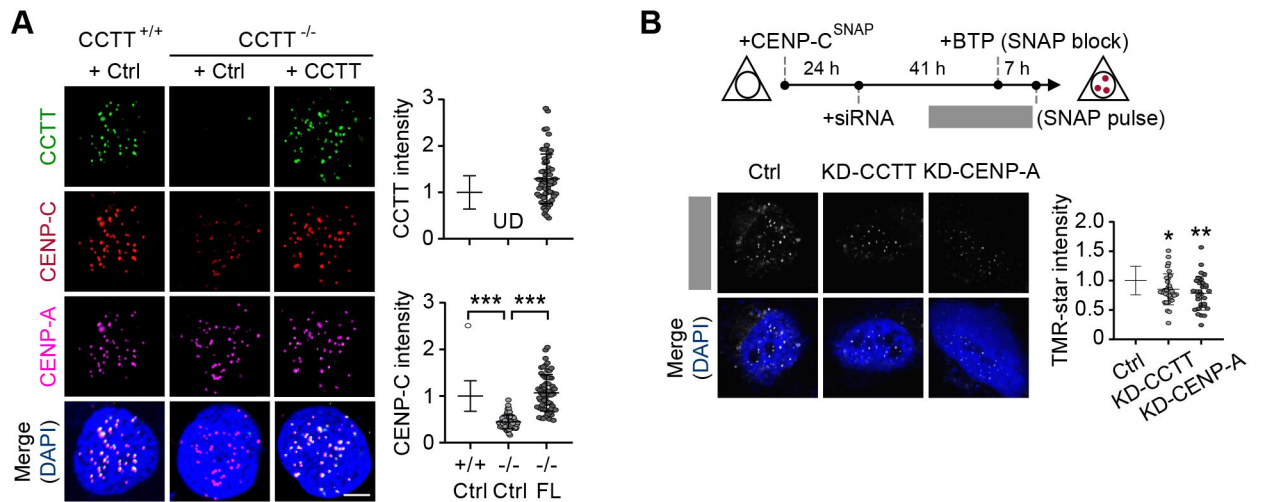 A
CCTT +/+
CCTT -/-
+ Ctrl
+ Ctrl
+ CCTT
CCTT
CENP-C
CENP-A
Merge
(DAPI)
CCTT intensity
3
2
1
0
UD
CENP-C intensity
3
2
1
0
***
***
+/+
-/-
-/-
Ctrl
Ctrl
FL
B
+CENP-C SNAP
+BTP (SNAP block)
24 h
41 h
7 h
+siRNA
(SNAP pulse)
Ctrl
KD-CCTT
KD-CENP-A
Merge
(DAPI)
TMR-star intensity
2.0
1.5
1.0
0.5
0
*
**
Ctrl
KD-CCTT
KD-CENP-A